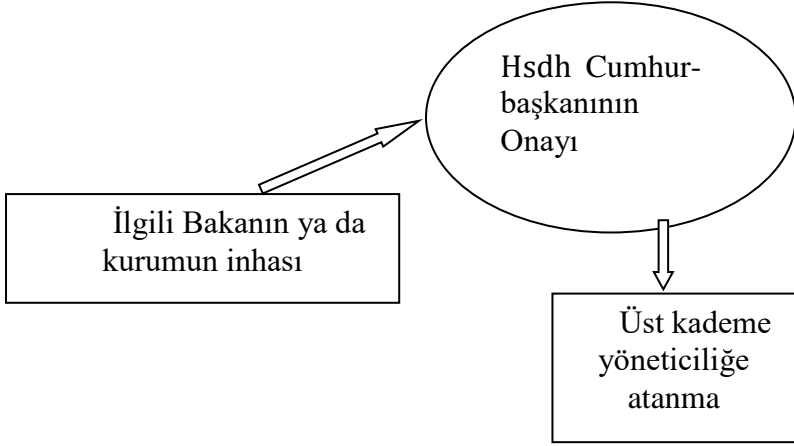 Hsdh Cumhur-
başkanının
Onayı
İlgili Bakanın ya da
kurumun inhası
Üst kademe
yöneticiliğe
atanma